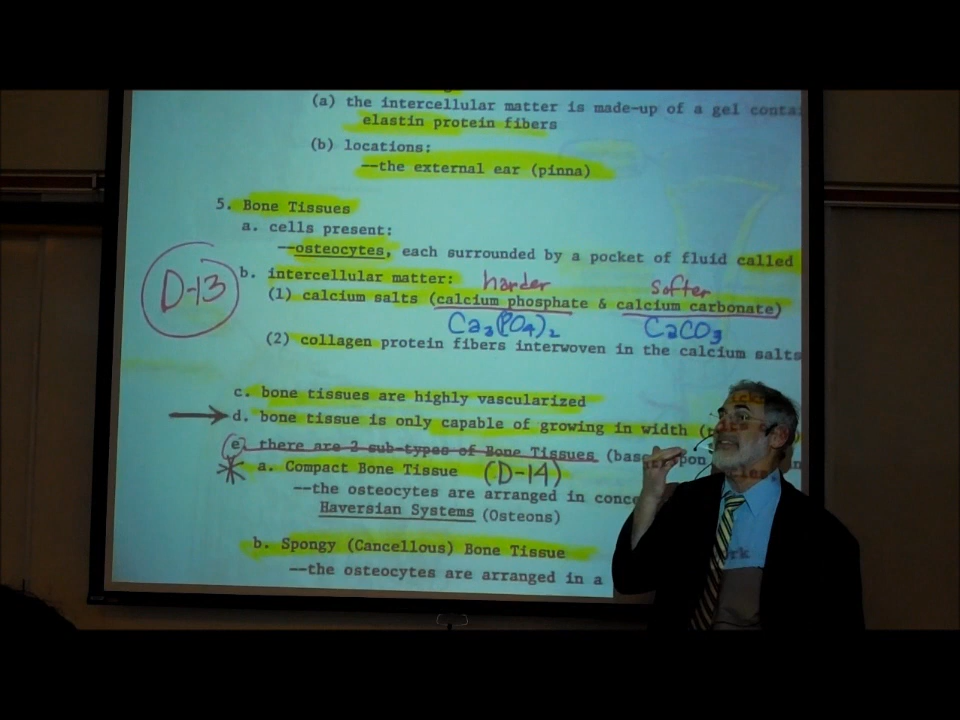 (a) the intercellular matter is made-up of a gel
elastin protein fibers
(b) locations:
--the external ear (pinna)
5. Bone Tissues
a. cells present:
--osteocytes, each surrounded by a pocket of fluid called
D-13
b. intercellular matter:
harder softer
(1) calcium salts (calcium phosphate & calcium carbonate)
Ca3(PO4)2 CaCO3
(2) collagen protein fibers interwoven in the calcium salts
c. bone tissues are highly vascularized
d. bone tissue is only capable of growing in width
e. there are 2 sub-types of Bone Tissues
a. Compact Bone Tissue (D-14)
--the osteocytes are arranged in
Haversian Systems (Osteons)
b. Spongy (Cancellous) Bone Tissue
--the osteocytes are arranged in a